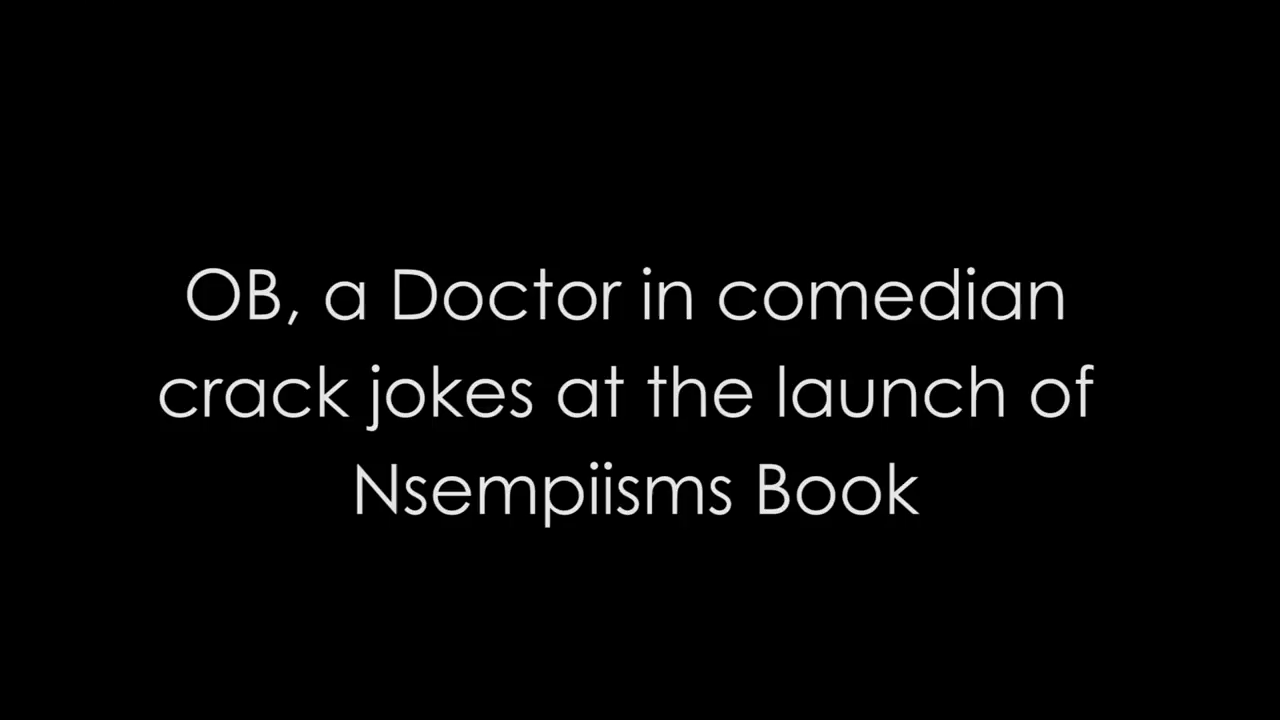 OB, a Doctor in comedian
crack jokes at the launch of
Nsempiisms Book